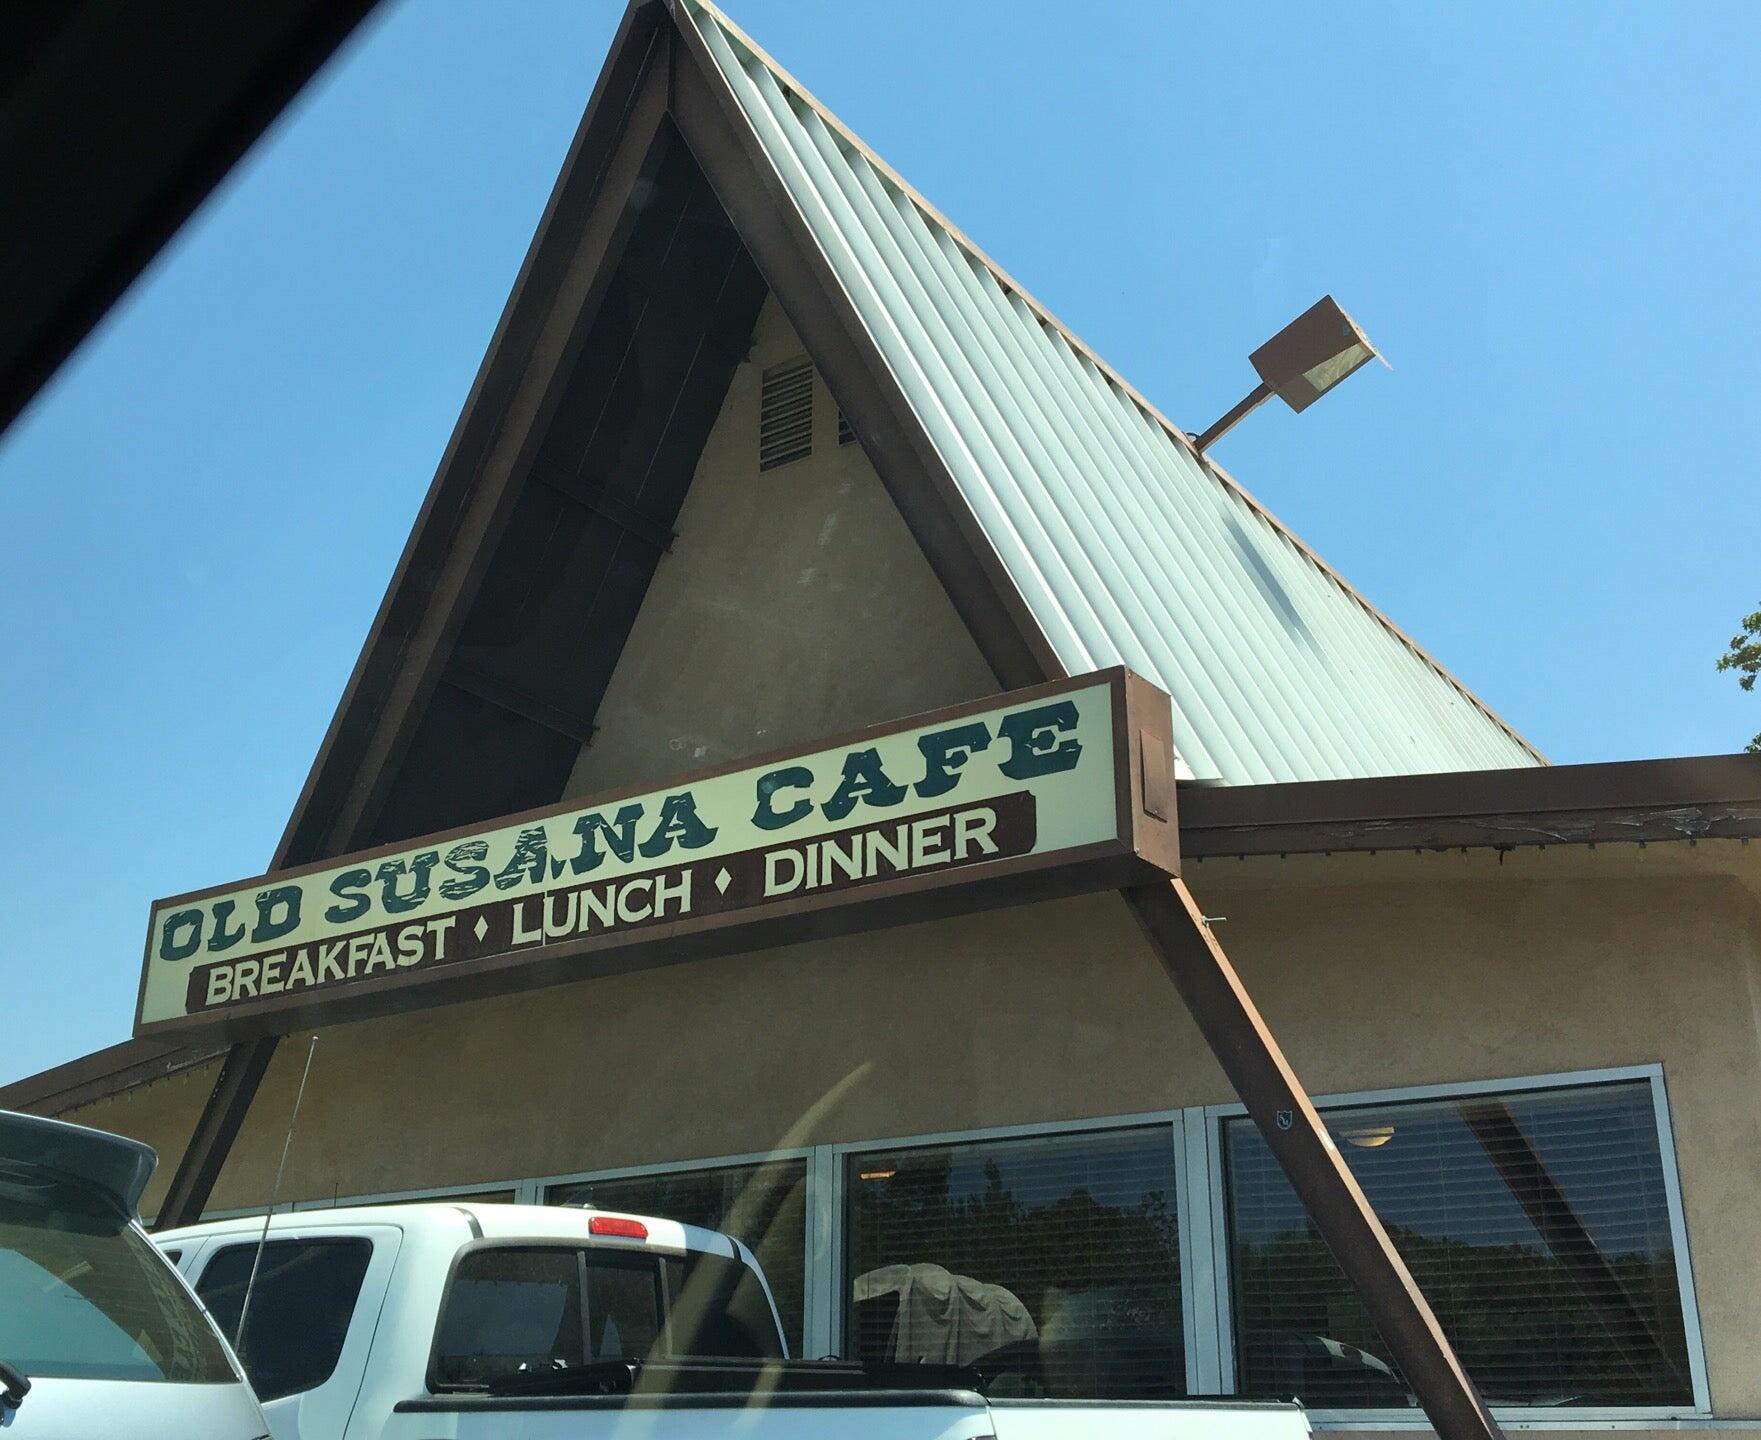 OLD SUSANA CAFE
BREAKFAST ♦ LUNCH ♦ DINNER